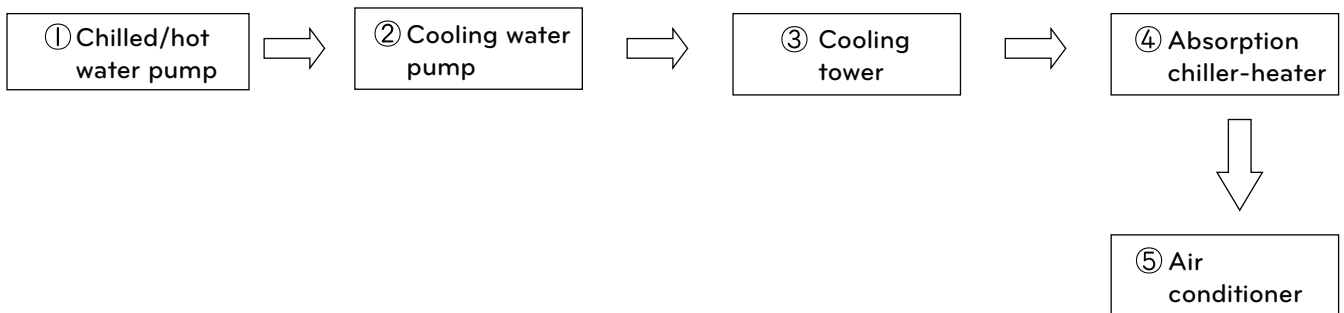 ① Chilled/hot
water pump
② Cooling water
pump
③ Cooling
tower
④ Absorption
chiller-heater
⑤ Air
conditioner